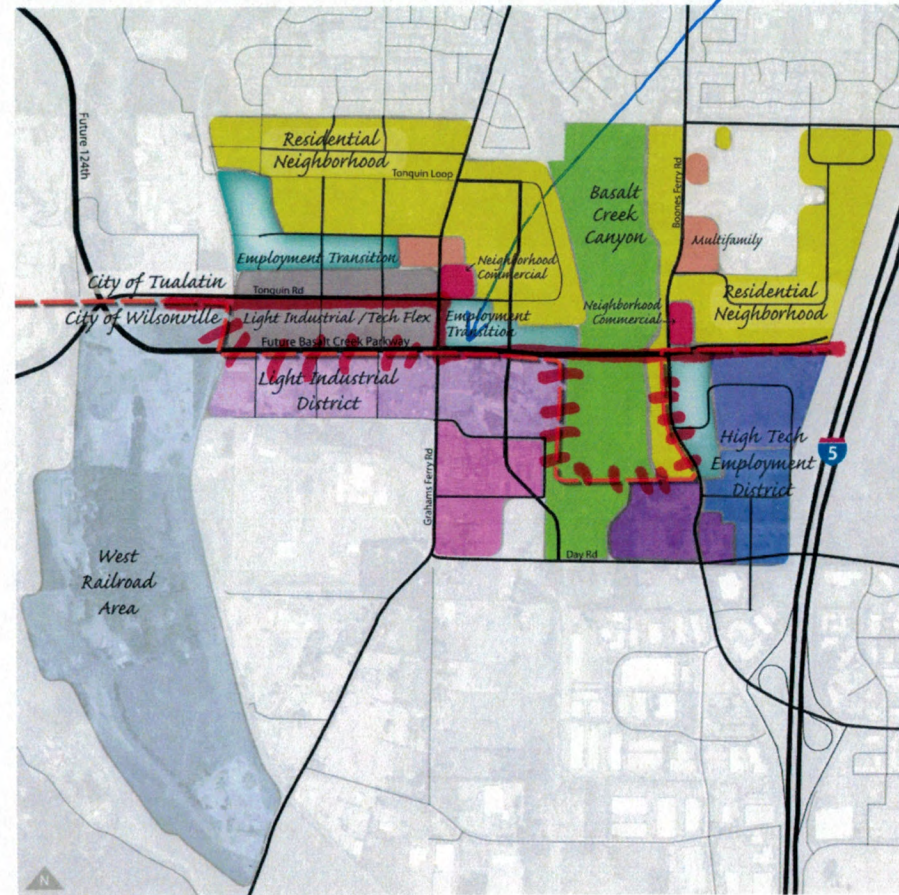 Future 124th
Residential
Neighborhood
Tonquin Loop
Basalt
Creek
Canyon
Boones Ferry Rd
Multifamily
Employment Transition
Neighborhood
Commercial
City of Tualatin
Tonquin Rd
Neighborhood
Commercial
Residential
Neighborhood
City of Wilsonville
Light Industrial / Tech Flex
Employment
Transition
Future Basalt Creek Parkway
Light Industrial
District
High Tech
Employment
District
5
Grahams Ferry Rd
West
Railroad
Area
Day Rd
N